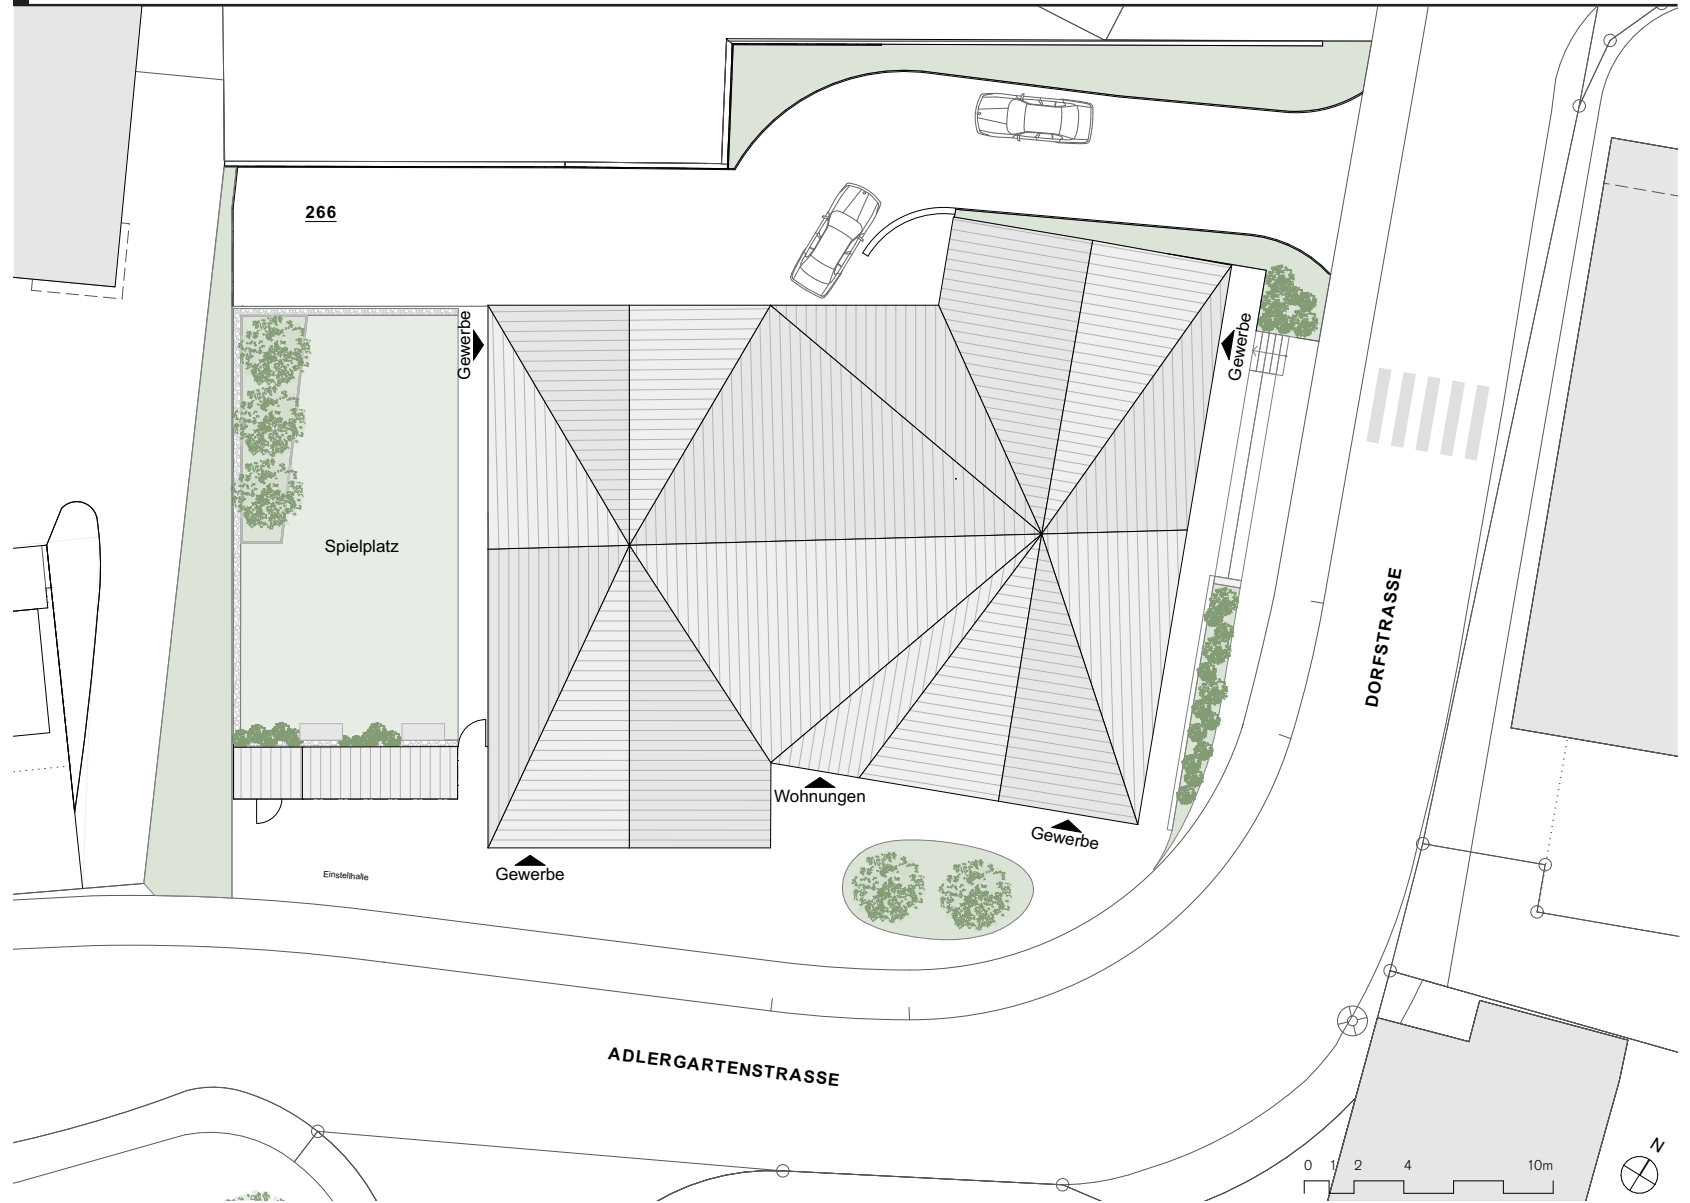 266
Gewerbe
Gewerbe
Spielplatz
DORFSTRASSE
Wohnungen
Gewerbe
Gewerbe
Einstellhalle
ADLERGARTENSTRASSE
N
0 1 2 4 10m